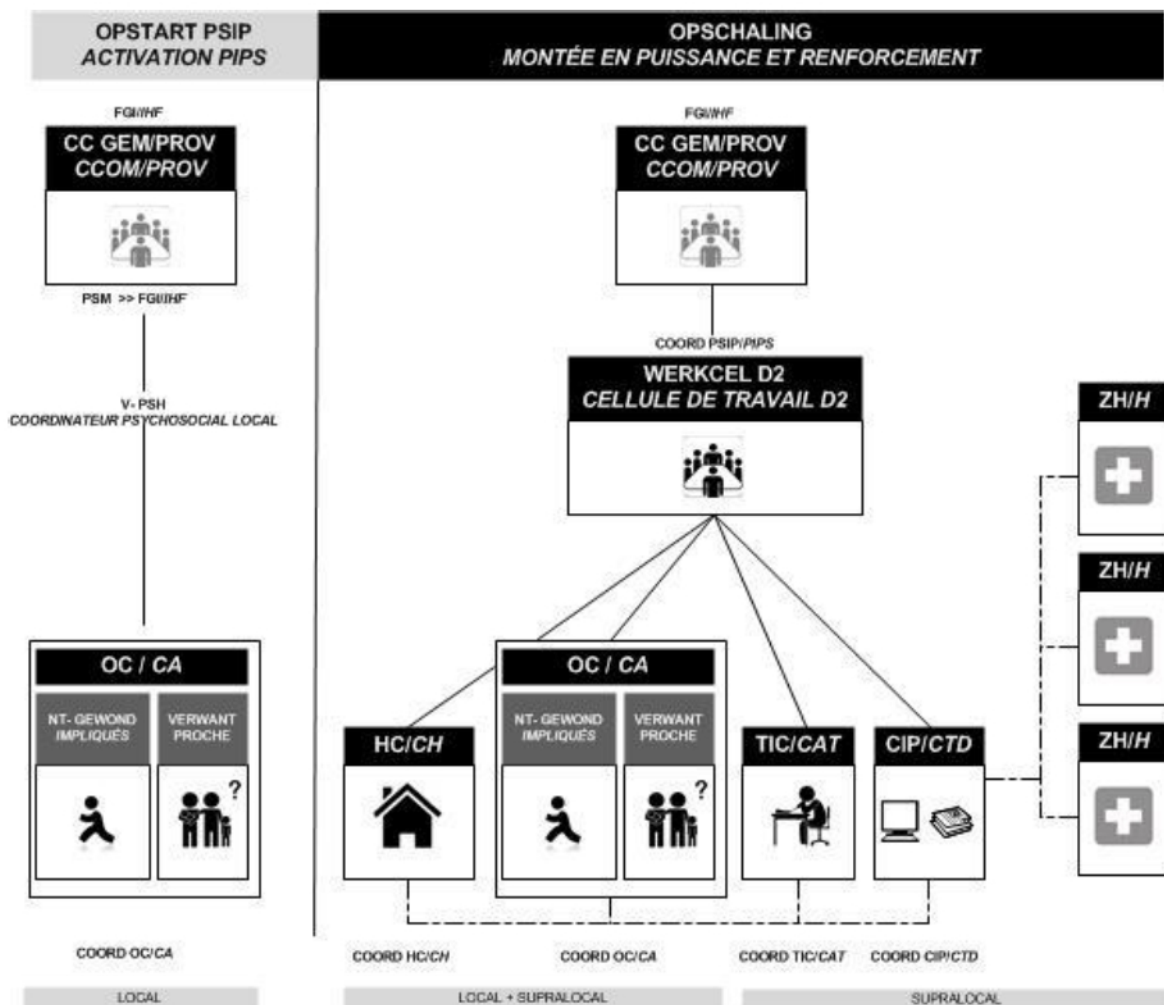 OPSTART PSIP
ACTIVATION PIPS
OPSCHALING
MONTÉE EN PUISSANCE ET RENFORCEMENT
FGI/IHF
CC GEM/PROV
CCOM/PROV
PSM >> FGI/IHF
V- PSH
COORDINATEUR PSYCHOSOCIAL LOCAL
OC / CA
NT- GEWOND
IMPLIQUÉS
VERWANT
PROCHE
?
COORD OC/CA
LOCAL
FGI/IHF
CC GEM/PROV
CCOM/PROV
COORD PSIP/PIPS
WERKCEL D2
CELLULE DE TRAVAIL D2
ZH/H
ZH/H
ZH/H
HC/CH
OC / CA
NT- GEWOND
IMPLIQUÉS
VERWANT
PROCHE
?
TIC/CAT
CIP/CTD
COORD HC/CH
COORD OC/CA
COORD TIC/CAT
COORD CIP/CTD
LOCAL + SUPRALOCAL
SUPRALOCAL